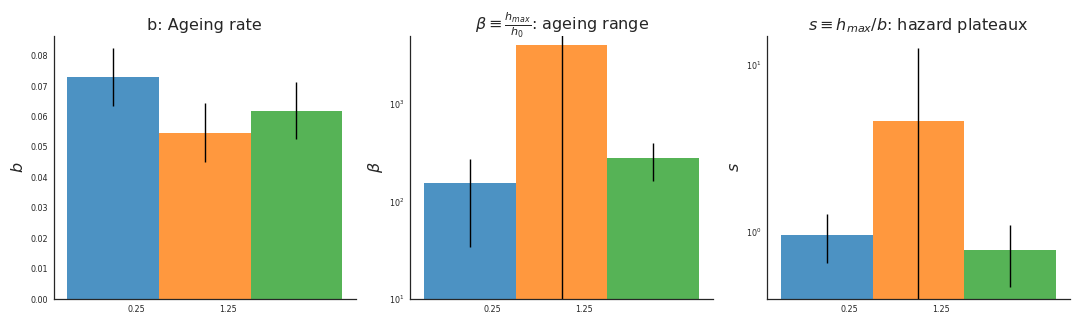 b: Ageing rate
0.08
0.07
0.06
0.05
0.04
0.03
0.02
0.01
0.00
b
0.25 1.25
β ≡ h_max/h_0: ageing range
10^3
10^2
10^1
β
0.25 1.25
s ≡ h_max/b: hazard plateaux
10^1
10^0
s
0.25 1.25